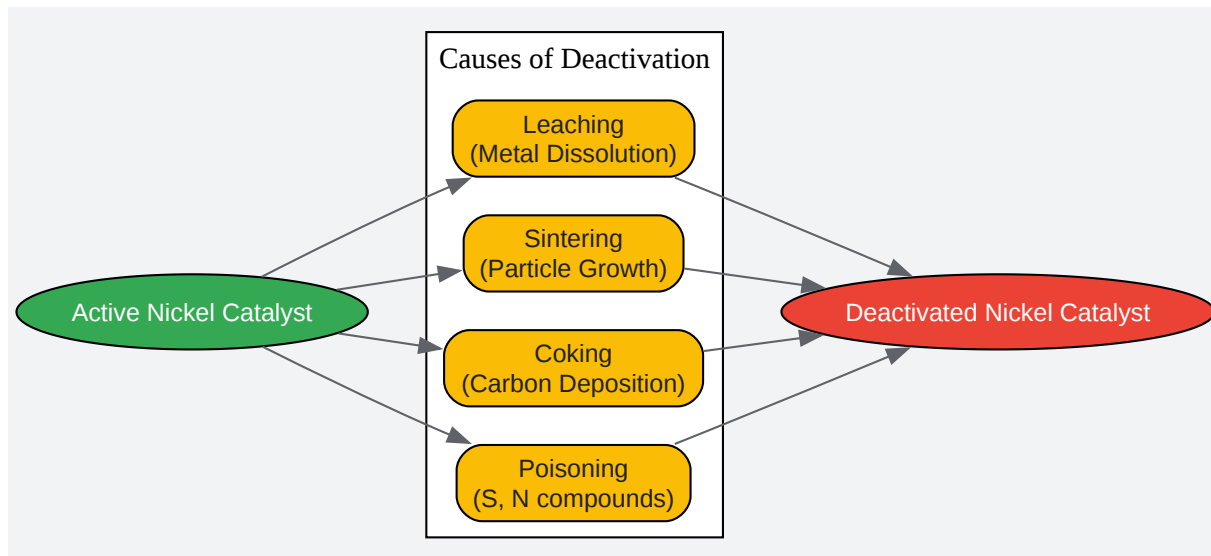 Causes of Deactivation
Leaching
(Metal Dissolution)
Sintering
(Particle Growth)
Active Nickel Catalyst
Deactivated Nickel Catalyst
Coking
(Carbon Deposition)
Poisoning
(S, N compounds)